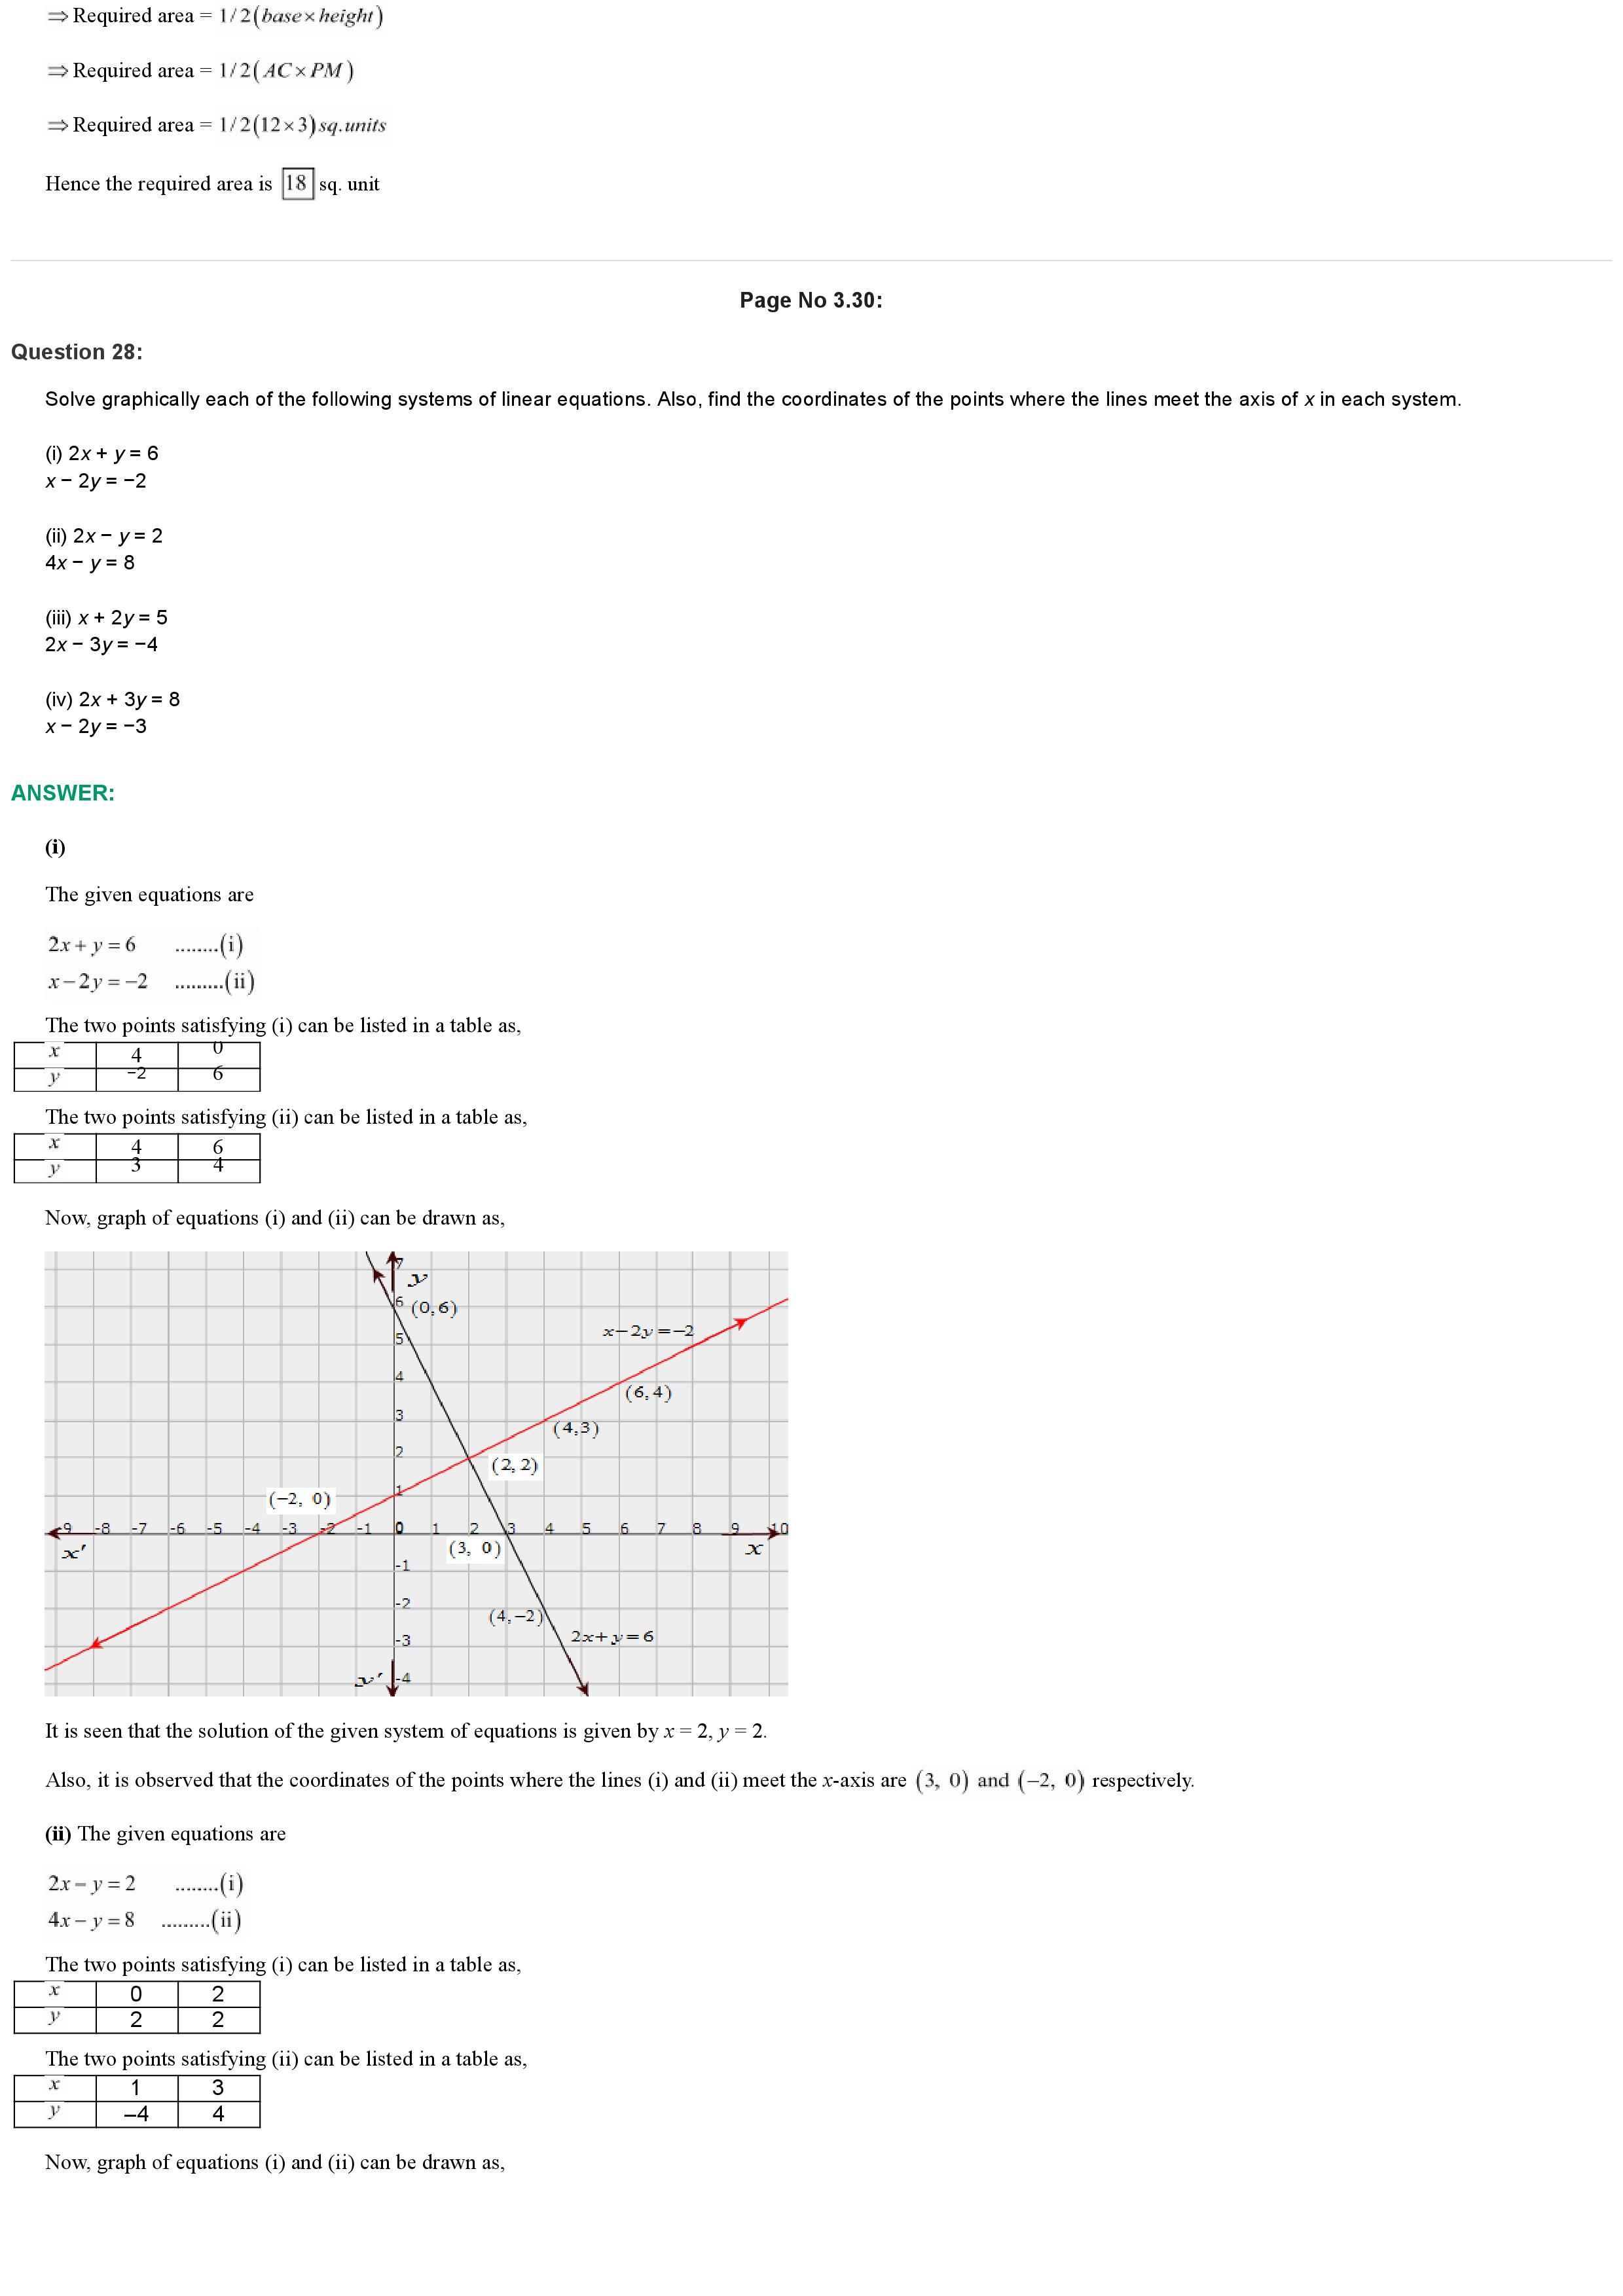 ⇒ Required area = 1/2(base×height)
⇒ Required area = 1/2(AC×PM)
⇒ Required area = 1/2(12×3)sq.units
Hence the required area is 18 sq. unit
Page No 3.30:
Question 28:
Solve graphically each of the following systems of linear equations. Also, find the coordinates of the points where the lines meet the axis of x in each system.
(i) 2x + y = 6
x − 2y = −2
(ii) 2x − y = 2
4x − y = 8
(iii) x + 2y = 5
2x − 3y = −4
(iv) 2x + 3y = 8
x − 2y = −3
ANSWER:
(i)
The given equations are
2x + y = 6 ........(i)
x − 2y = −2 .........(ii)
The two points satisfying (i) can be listed in a table as,
x 4 0
y −2 6
The two points satisfying (ii) can be listed in a table as,
x 4 6
y 3 4
Now, graph of equations (i) and (ii) can be drawn as,
7
y
6 (0,6)
x−2y=−2
5
4
(6,4)
3
(4,3)
2
(2,2)
(−2, 0)
1
-9 -8 -7 -6 -5 -4 -3 -2 -1 0 1 2 3 4 5 6 7 8 9 10
x′ (3, 0) x
-1
-2 (4,−2)
-3 2x+y=6
y′ -4
It is seen that the solution of the given system of equations is given by x = 2, y = 2.
Also, it is observed that the coordinates of the points where the lines (i) and (ii) meet the x-axis are (3, 0) and (−2, 0) respectively.
(ii) The given equations are
2x − y = 2 ........(i)
4x − y = 8 .........(ii)
The two points satisfying (i) can be listed in a table as,
x 0 2
y 2 2
The two points satisfying (ii) can be listed in a table as,
x 1 3
y –4 4
Now, graph of equations (i) and (ii) can be drawn as,